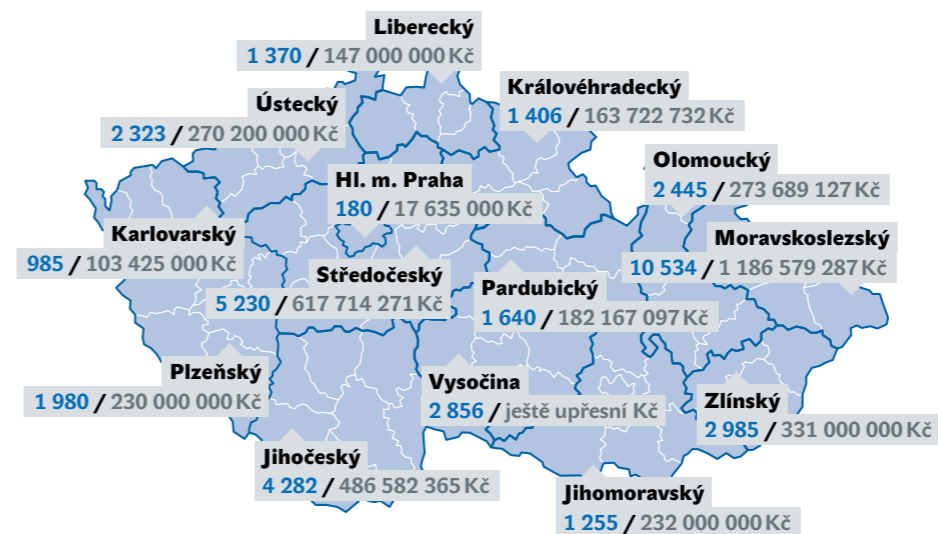 Liberecký
1 370 / 147 000 000 Kč
Královéhradecký
1 406 / 163 722 732 Kč
Ústecký
2 323 / 270 200 000 Kč
Olomoucký
2 445 / 273 689 127 Kč
Hl. m. Praha
180 / 17 635 000 Kč
Karlovarský
985 / 103 425 000 Kč
Moravskoslezský
10 534 / 1 186 579 287 Kč
Středočeský
5 230 / 617 714 271 Kč
Pardubický
1 640 / 182 167 097 Kč
Plzeňský
1 980 / 230 000 000 Kč
Vysočina
2 856 / ještě upřesní Kč
Zlínský
2 985 / 331 000 000 Kč
Jihočeský
4 282 / 486 582 365 Kč
Jihomoravský
1 255 / 232 000 000 Kč